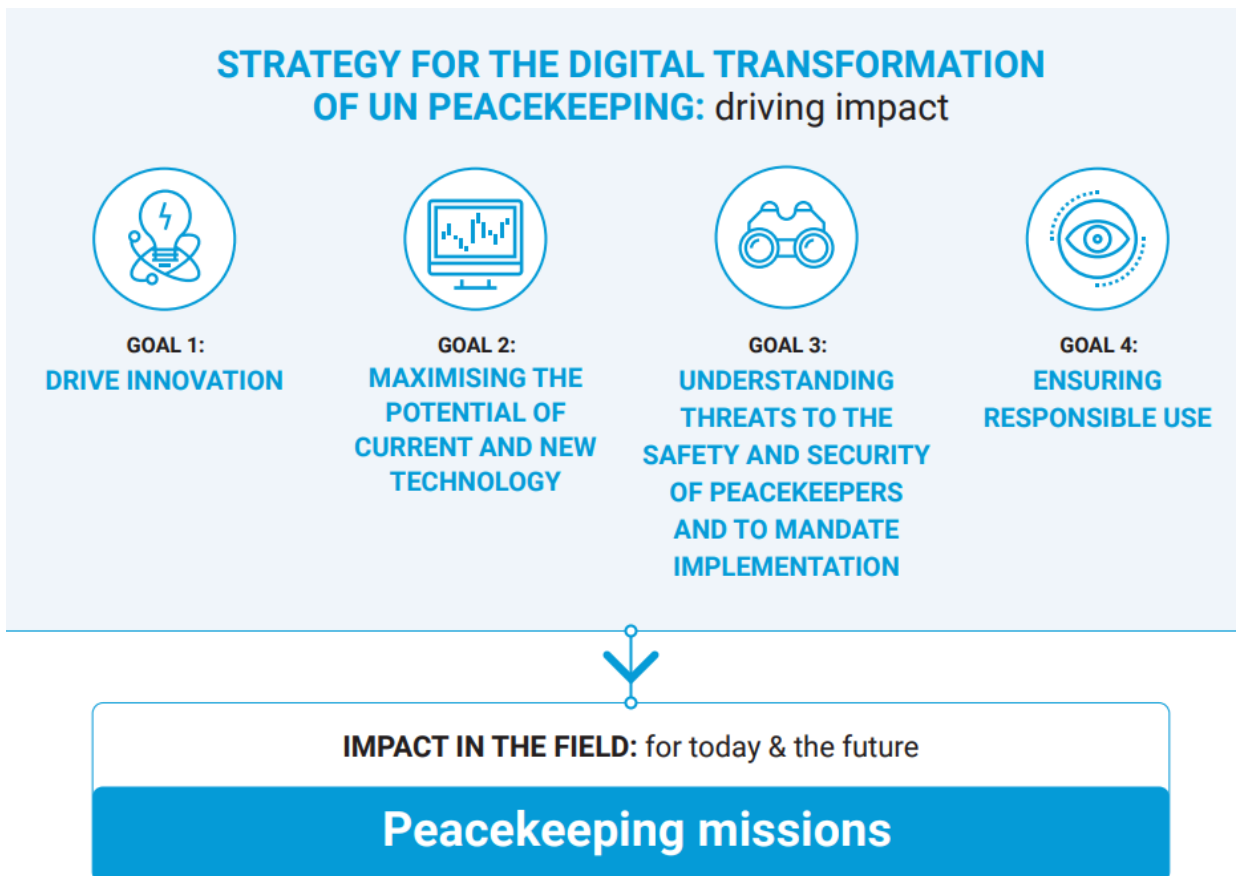 STRATEGY FOR THE DIGITAL TRANSFORMATION
OF UN PEACEKEEPING: driving impact
GOAL 1:
DRIVE INNOVATION
GOAL 2:
MAXIMISING THE
POTENTIAL OF
CURRENT AND NEW
TECHNOLOGY
GOAL 3:
UNDERSTANDING
THREATS TO THE
SAFETY AND SECURITY
OF PEACEKEEPERS
AND TO MANDATE
IMPLEMENTATION
GOAL 4:
ENSURING
RESPONSIBLE USE
IMPACT IN THE FIELD: for today & the future
Peacekeeping missions